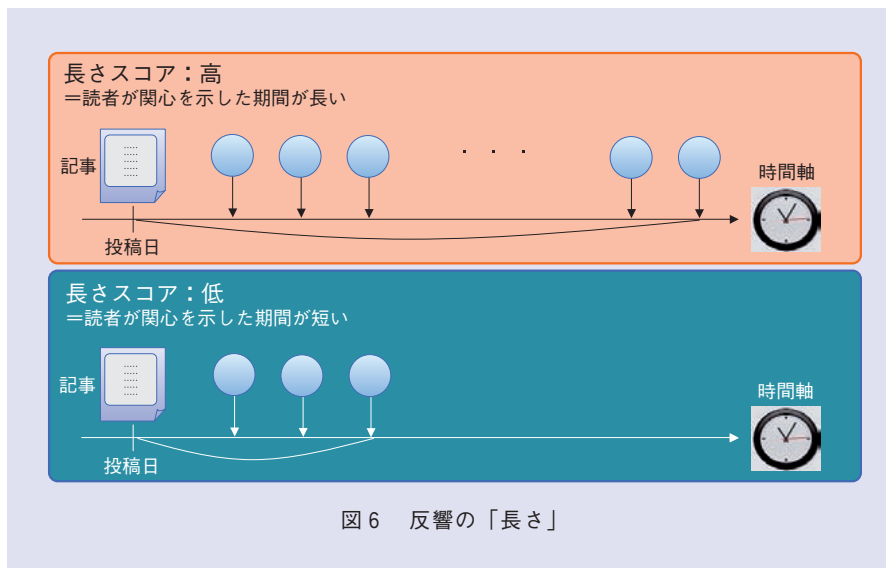 長さスコア：高
＝読者が関心を示した期間が長い
記事
・・・
時間軸
投稿日
長さスコア：低
＝読者が関心を示した期間が短い
記事
時間軸
投稿日
図6　反響の「長さ」